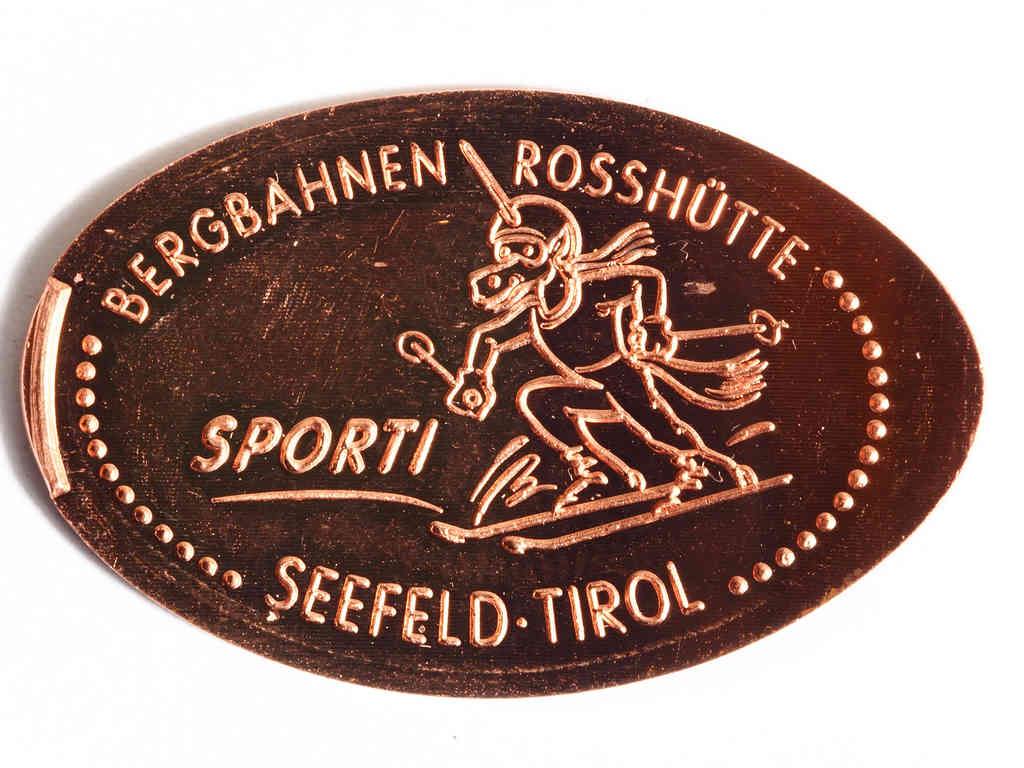 BERGBAHNEN ROSSHÜTTE
SPORTI
SEEFELD·TIROL